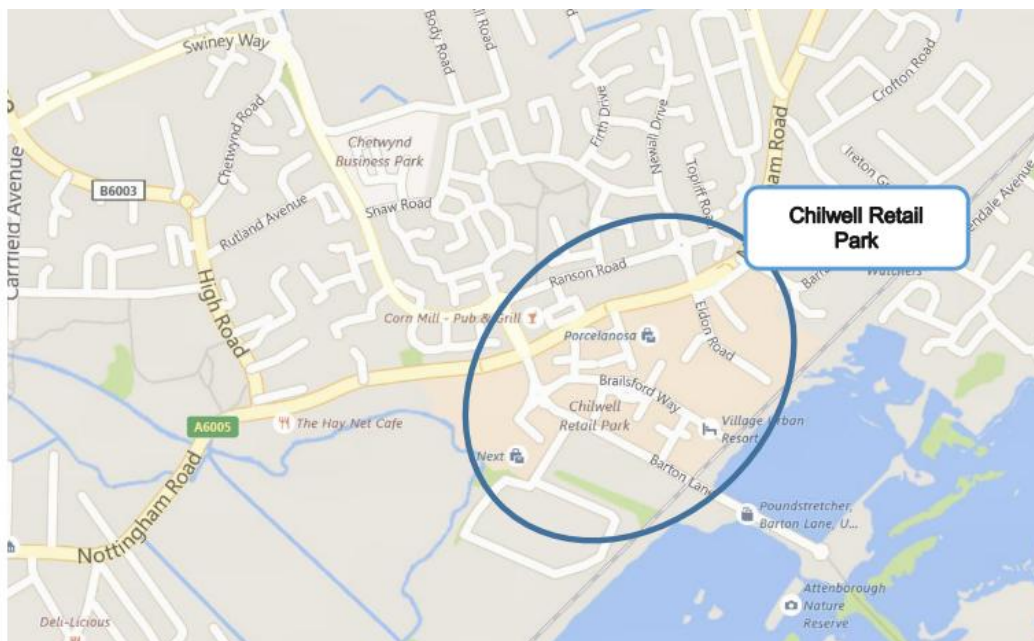 Swiney Way
Body Road
Chetwynd Road
Chetwynd
Business Park
Firth Drive
Newall Drive
Topliff Road
Crofton Road
B6003
Rutland Avenue
Shaw Road
High Road
Chilwell Retail
Park
Ranson Road
Corn Mill - Pub & Grill
Porcelanosa
Eldon Road
Brailsford Way
Chilwell
Retail Park
Village Urban
Resort
A6005
The Hay Net Cafe
Next
Barton Lane
Nottingham Road
Poundstretcher,
Barton Lane, U...
Attenborough
Nature
Reserve
Deli-Licious